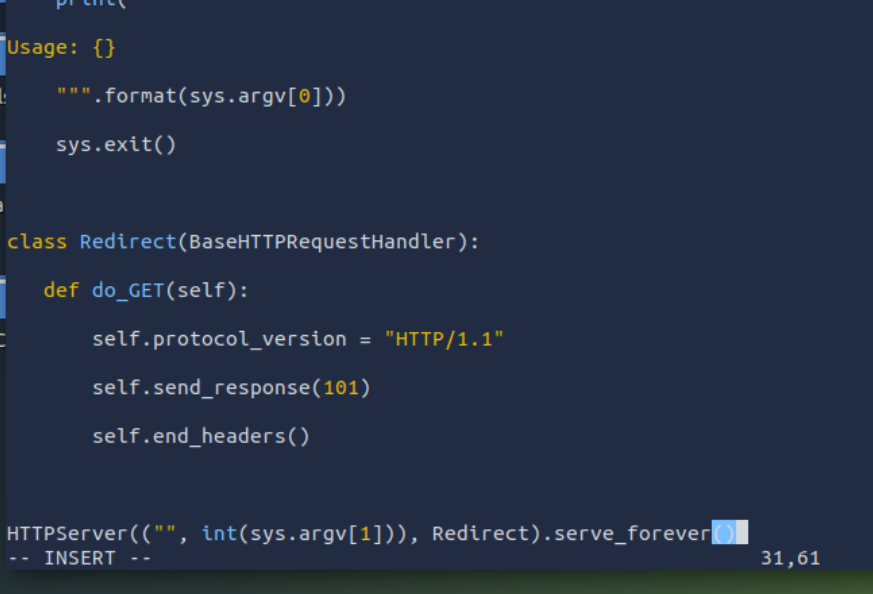 print(
Usage: {}
""".format(sys.argv[0]))
sys.exit()
class Redirect(BaseHTTPRequestHandler):
def do_GET(self):
self.protocol_version = "HTTP/1.1"
self.send_response(101)
self.end_headers()
HTTPServer(("", int(sys.argv[1])), Redirect).serve_forever()
-- INSERT -- 31,61